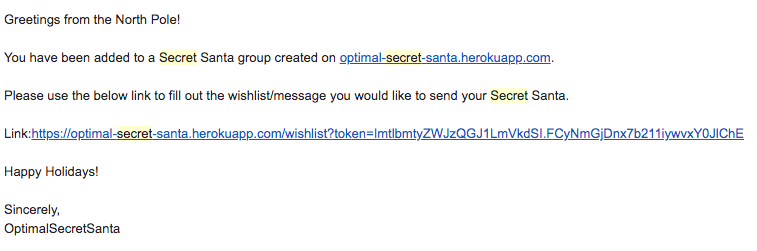 Greetings from the North Pole!
You have been added to a Secret Santa group created on optimal-secret-santa.herokuapp.com.
Please use the below link to fill out the wishlist/message you would like to send your Secret Santa.
Link:https://optimal-secret-santa.herokuapp.com/wishlist?token=ImtlbmtyZWJzQGJ1LmVkdSI.FCyNmGjDnx7b211iywvxY0JlChE
Happy Holidays!
Sincerely,
OptimalSecretSanta